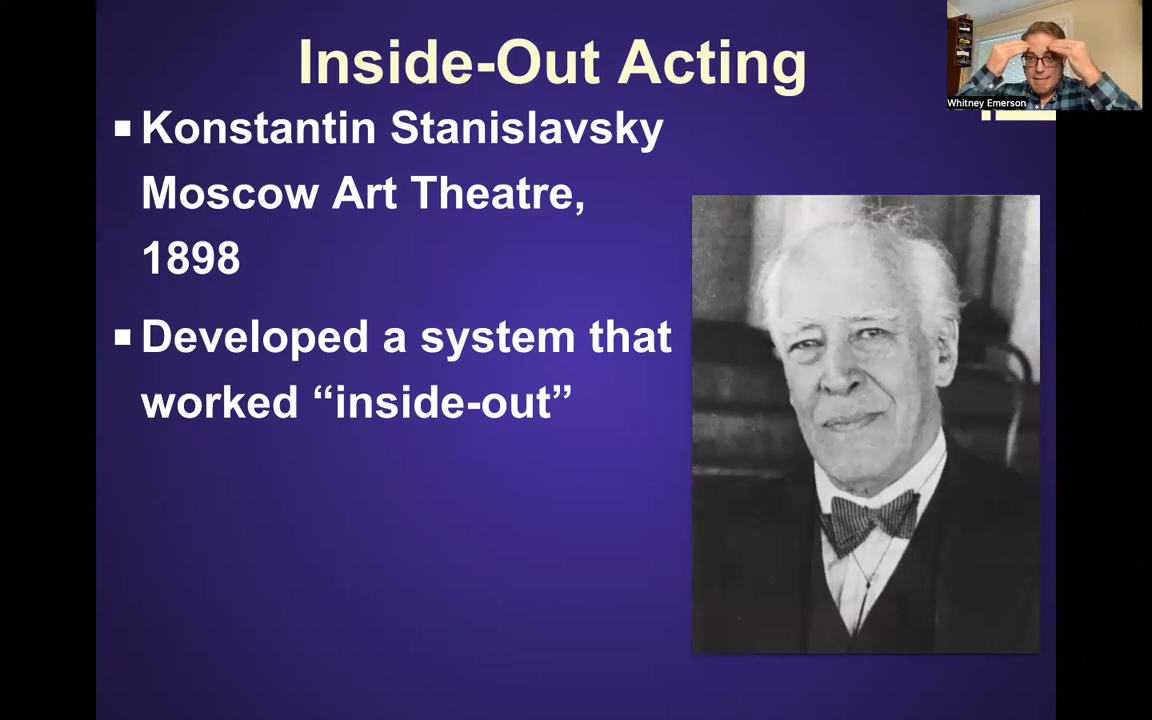 Inside-Out Acting
Whitney Emerson
■ Konstantin Stanislavsky
Moscow Art Theatre,
1898
■ Developed a system that
worked “inside-out”